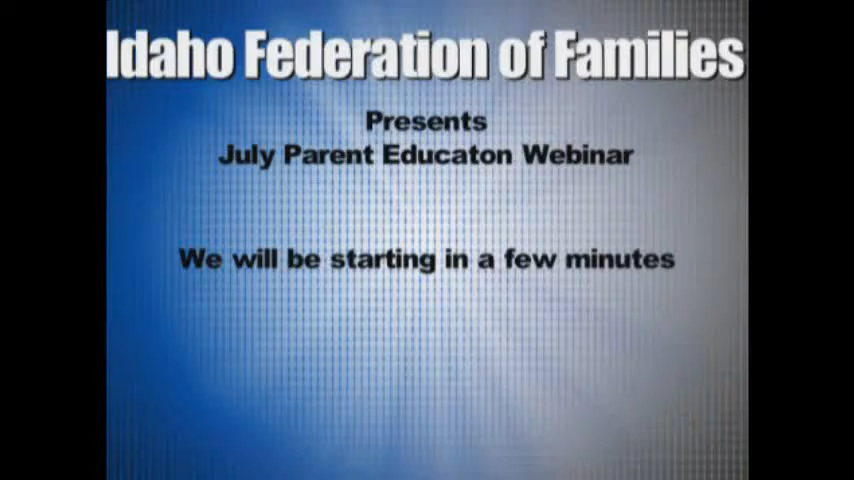 Idaho Federation of Families
Presents
July Parent Educaton Webinar
We will be starting in a few minutes